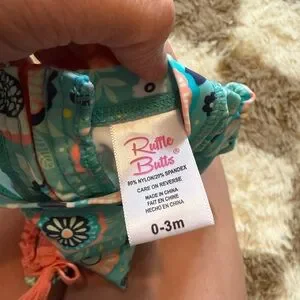 Ruffle
Butts®
80% NYLON/20% SPANDEX
CARE ON REVERSE
MADE IN CHINA
FAIT EN CHINE
HECHO EN CHINA
0-3m